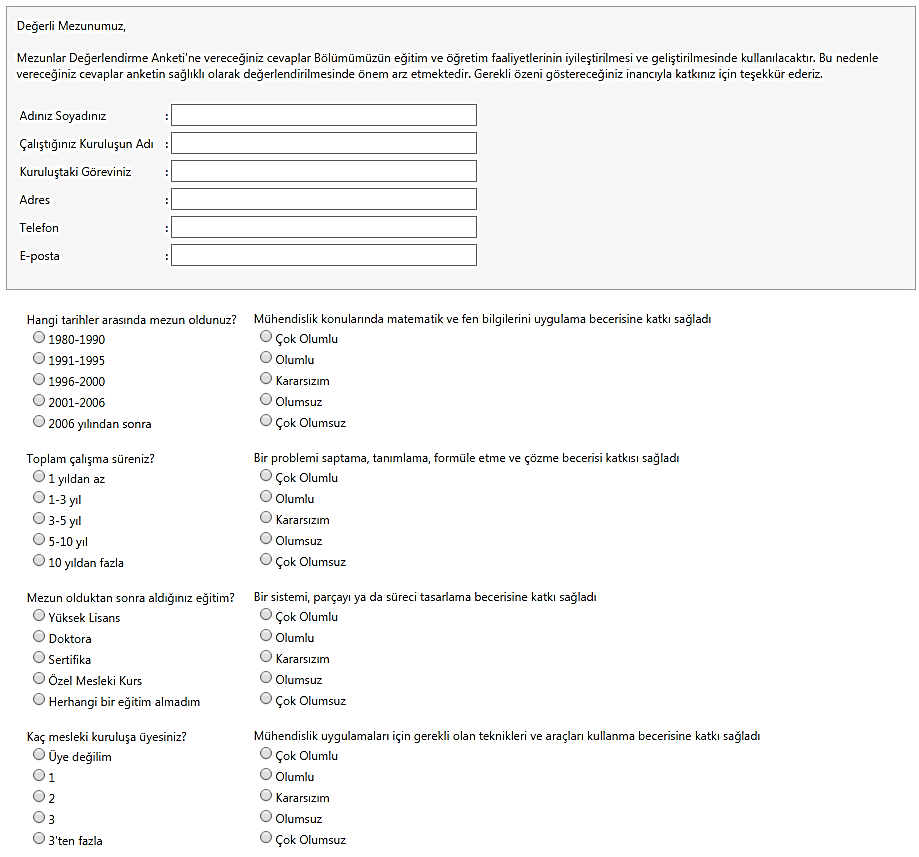 Değerli Mezunumuz,
Mezunlar Değerlendirme Anketi'ne vereceğiniz cevaplar Bölümümüzün eğitim ve öğretim faaliyetlerinin iyileştirilmesi ve geliştirilmesinde kullanılacaktır. Bu nedenle
vereceğiniz cevaplar anketin sağlıklı olarak değerlendirilmesinde önem arz etmektedir. Gerekli özeni göstereceğiniz inancıyla katkınız için teşekkür ederiz.
Adınız Soyadınız :
Çalıştığınız Kuruluşun Adı :
Kuruluştaki Göreviniz :
Adres :
Telefon :
E-posta :
Hangi tarihler arasında mezun oldunuz?
1980-1990
1991-1995
1996-2000
2001-2006
2006 yılından sonra
Mühendislik konularında matematik ve fen bilgilerini uygulama becerisine katkı sağladı
Çok Olumlu
Olumlu
Kararsızım
Olumsuz
Çok Olumsuz
Toplam çalışma süreniz?
1 yıldan az
1-3 yıl
3-5 yıl
5-10 yıl
10 yıldan fazla
Bir problemi saptama, tanımlama, formüle etme ve çözme becerisi katkısı sağladı
Çok Olumlu
Olumlu
Kararsızım
Olumsuz
Çok Olumsuz
Mezun olduktan sonra aldığınız eğitim?
Yüksek Lisans
Doktora
Sertifika
Özel Mesleki Kurs
Herhangi bir eğitim almadım
Bir sistemi, parçayı ya da süreci tasarlama becerisine katkı sağladı
Çok Olumlu
Olumlu
Kararsızım
Olumsuz
Çok Olumsuz
Kaç mesleki kuruluşa üyesiniz?
Üye değilim
1
2
3
3'ten fazla
Mühendislik uygulamaları için gerekli olan teknikleri ve araçları kullanma becerisine katkı sağladı
Çok Olumlu
Olumlu
Kararsızım
Olumsuz
Çok Olumsuz